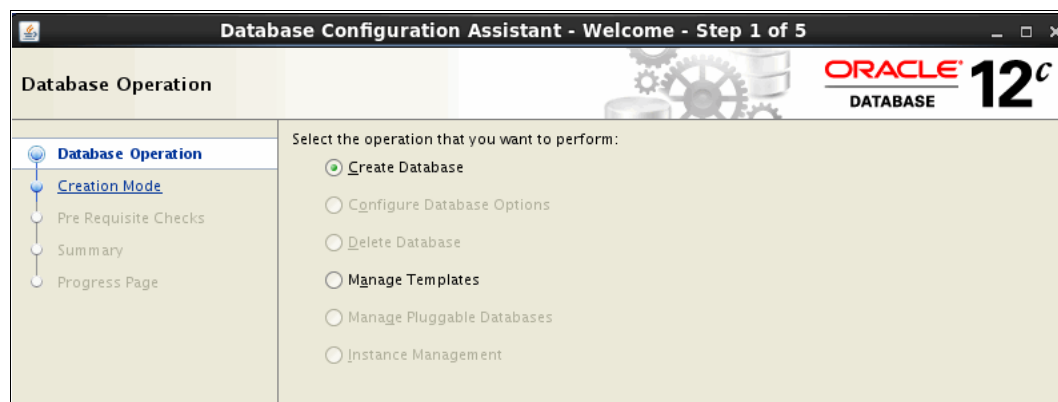 Database Configuration Assistant - Welcome - Step 1 of 5
Database Operation
ORACLE
DATABASE
12c
Database Operation
Creation Mode
Pre Requisite Checks
Summary
Progress Page
Select the operation that you want to perform:
Create Database
Configure Database Options
Delete Database
Manage Templates
Manage Pluggable Databases
Instance Management